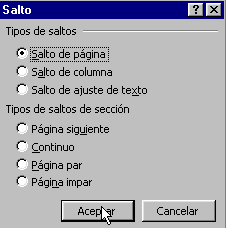 Salto
Tipos de saltos
Salto de página
Salto de columna
Salto de ajuste de texto
Tipos de saltos de sección
Página siguiente
Continuo
Página par
Página impar
Aceptar Cancelar